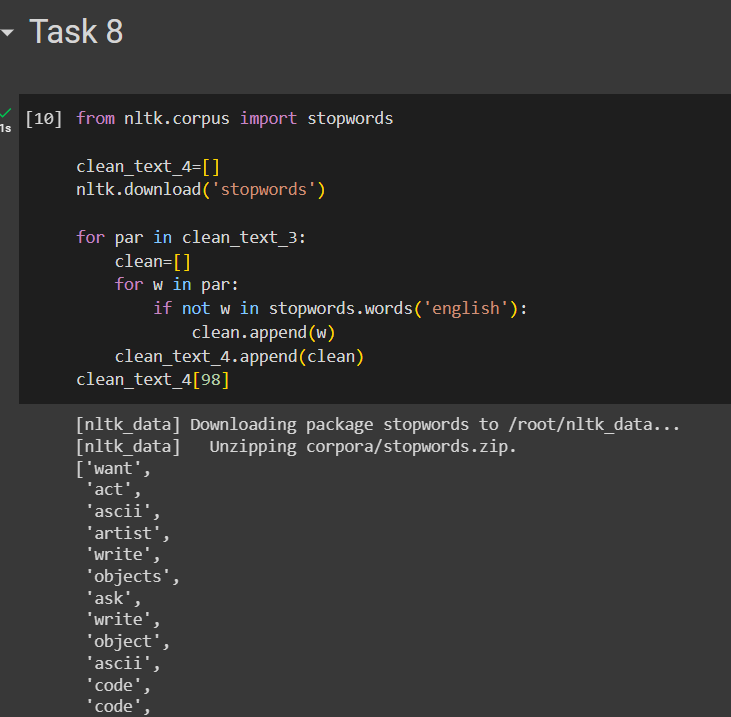 Task 8
[10] from nltk.corpus import stopwords
1s
clean_text_4=[]
nltk.download('stopwords')
for par in clean_text_3:
    clean=[]
    for w in par:
        if not w in stopwords.words('english'):
            clean.append(w)
    clean_text_4.append(clean)
clean_text_4[98]
[nltk_data] Downloading package stopwords to /root/nltk_data...
[nltk_data]   Unzipping corpora/stopwords.zip.
['want',
 'act',
 'ascii',
 'artist',
 'write',
 'objects',
 'ask',
 'write',
 'object',
 'ascii',
 'code',
 'code',